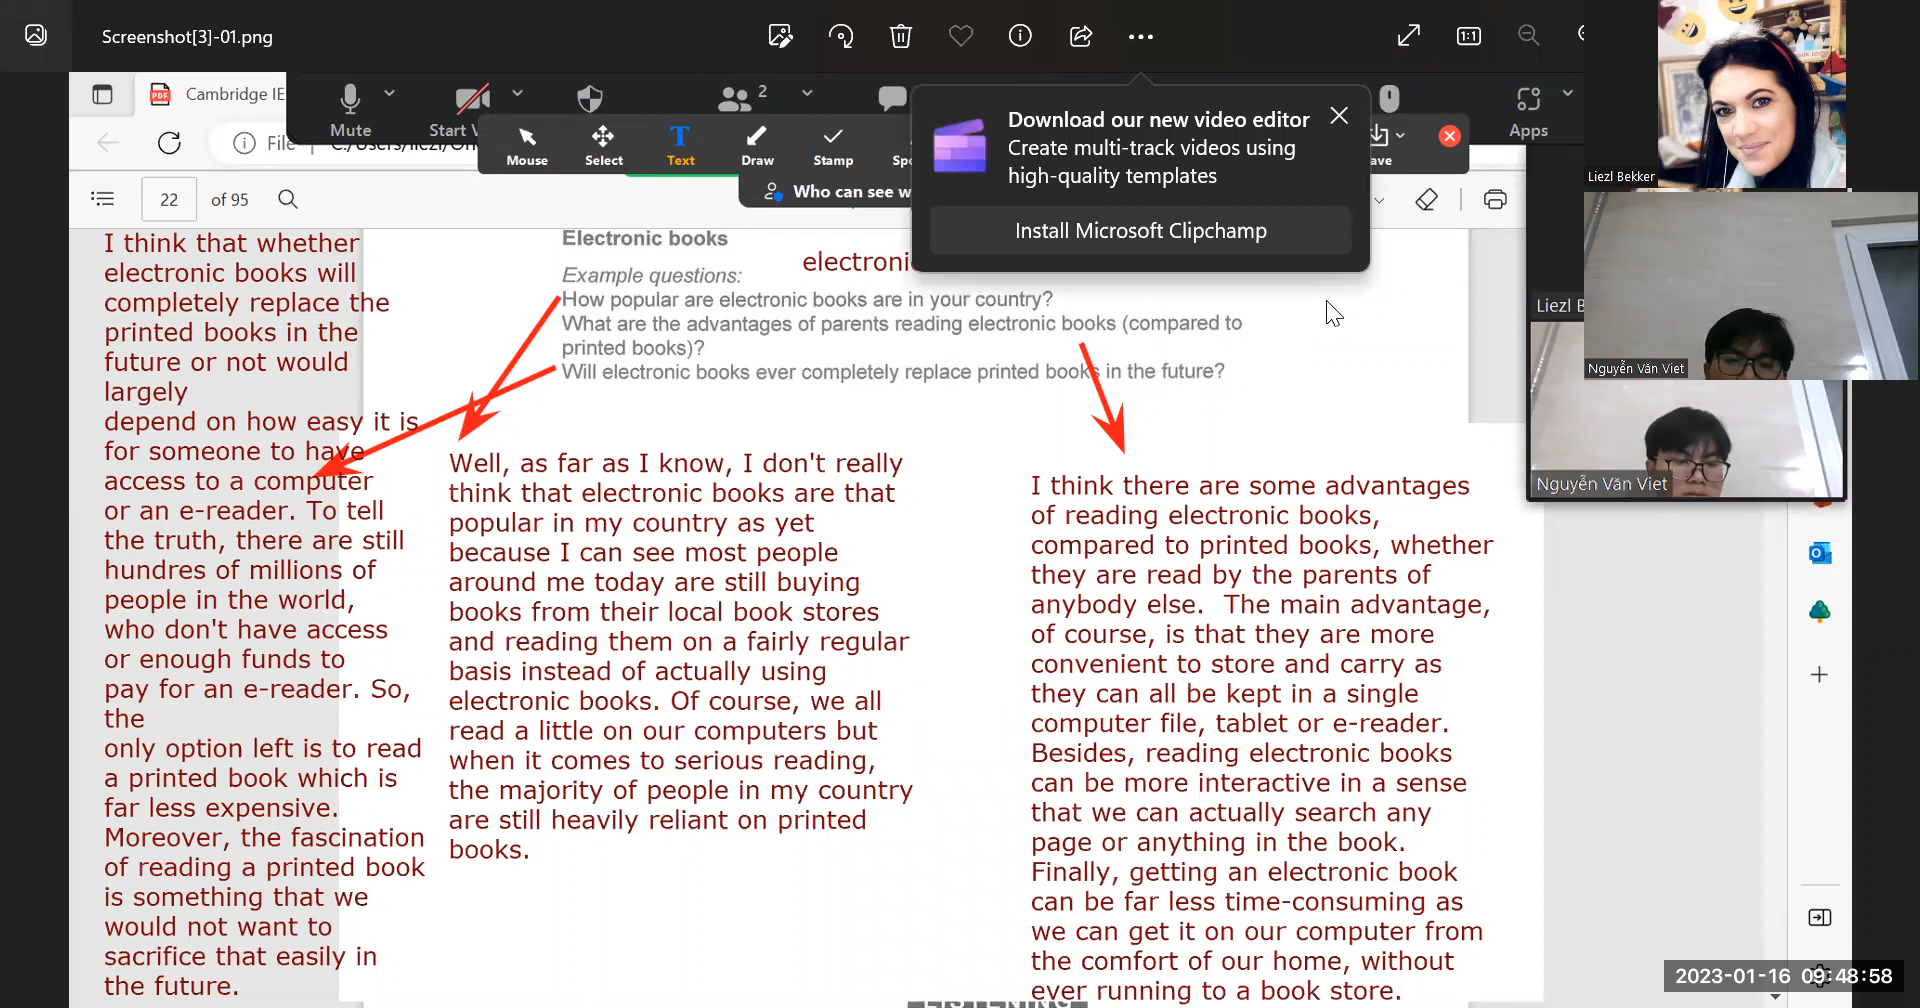 Screenshot[3]-01.png
Cambridge IE
2
Mute
Start V
Apps
File
C:/Users/liezl/On
Mouse
Select
Text
Draw
Stamp
Who can see w
22
of 95
Download our new video editor
Create multi-track videos using
high-quality templates
Install Microsoft Clipchamp
1:1
Liezl Bekker
Nguyễn Văn Viet
Liezl B
Nguyễn Văn Viet
Electronic books
electroni
Example questions:
How popular are electronic books are in your country?
What are the advantages of parents reading electronic books (compared to
printed books)?
Will electronic books ever completely replace printed books in the future?
I think that whether
electronic books will
completely replace the
printed books in the
future or not would
largely
depend on how easy it is
for someone to have
access to a computer
or an e-reader. To tell
the truth, there are still
hundres of millions of
people in the world,
who don't have access
or enough funds to
pay for an e-reader. So,
the
only option left is to read
a printed book which is
far less expensive.
Moreover, the fascination
of reading a printed book
is something that we
would not want to
sacrifice that easily in
the future.
Well, as far as I know, I don't really
think that electronic books are that
popular in my country as yet
because I can see most people
around me today are still buying
books from their local book stores
and reading them on a fairly regular
basis instead of actually using
electronic books. Of course, we all
read a little on our computers but
when it comes to serious reading,
the majority of people in my country
are still heavily reliant on printed
books.
I think there are some advantages
of reading electronic books,
compared to printed books, whether
they are read by the parents of
anybody else. The main advantage,
of course, is that they are more
convenient to store and carry as
they can all be kept in a single
computer file, tablet or e-reader.
Besides, reading electronic books
can be more interactive in a sense
that we can actually search any
page or anything in the book.
Finally, getting an electronic book
can be far less time-consuming as
we can get it on our computer from
the comfort of our home, without
ever running to a book store.
2023-01-16 09:48:58